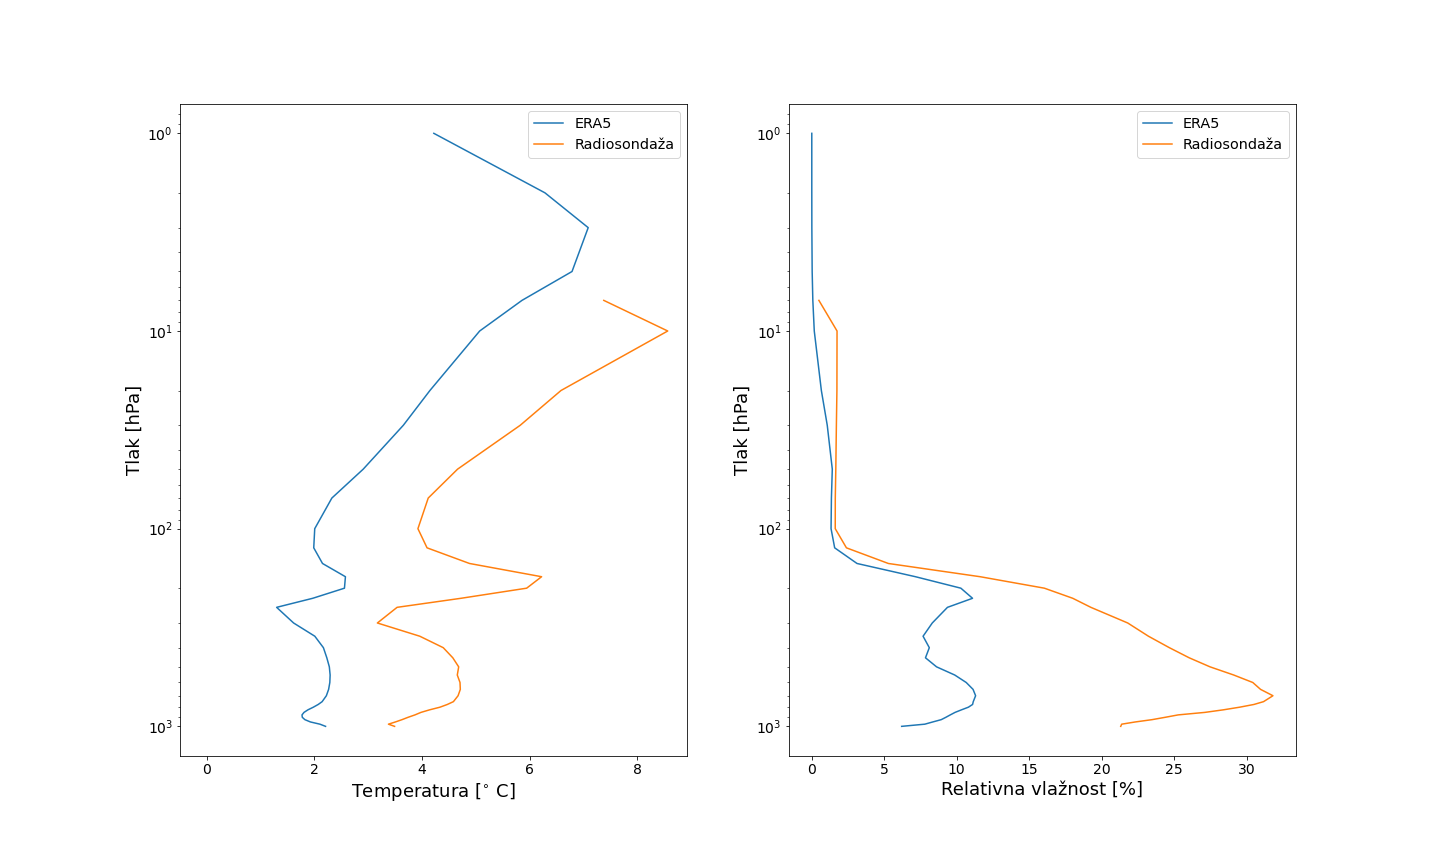 ERA5
Radiosondaža
10⁰
10¹
10²
10³
Tlak [hPa]
0 2 4 6 8
Temperatura [° C]
ERA5
Radiosondaža
10⁰
10¹
10²
10³
Tlak [hPa]
0 5 10 15 20 25 30
Relativna vlažnost [%]